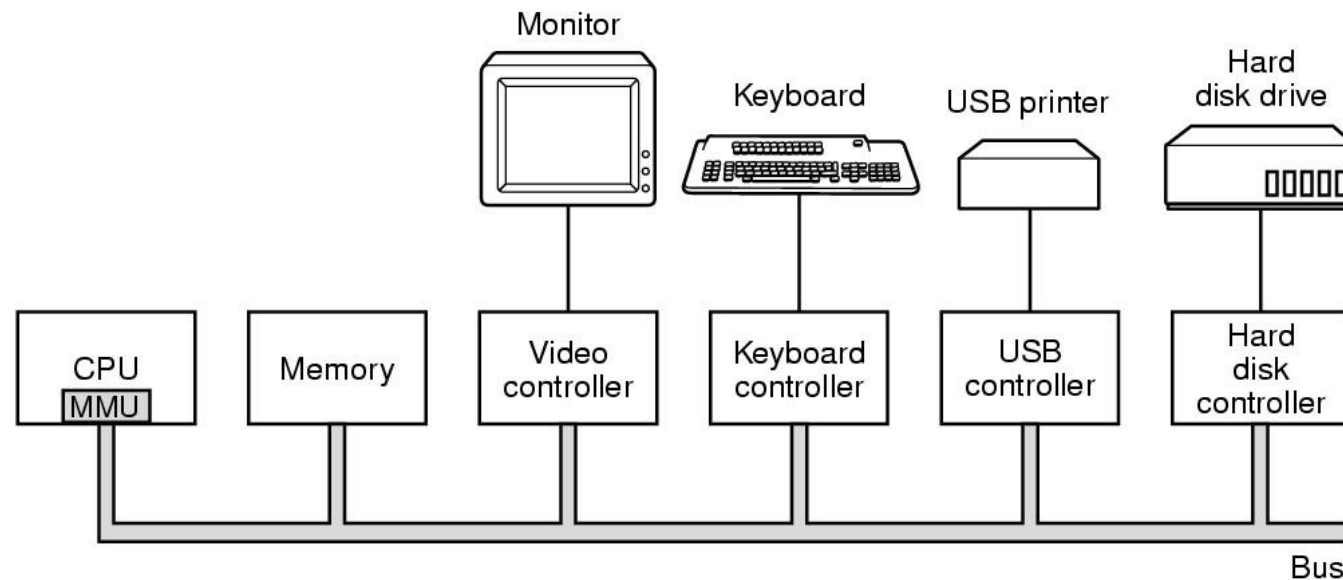 Monitor
Keyboard
USB printer
Hard
disk drive
CPU
MMU
Memory
Video
controller
Keyboard
controller
USB
controller
Hard
disk
controller
Bus